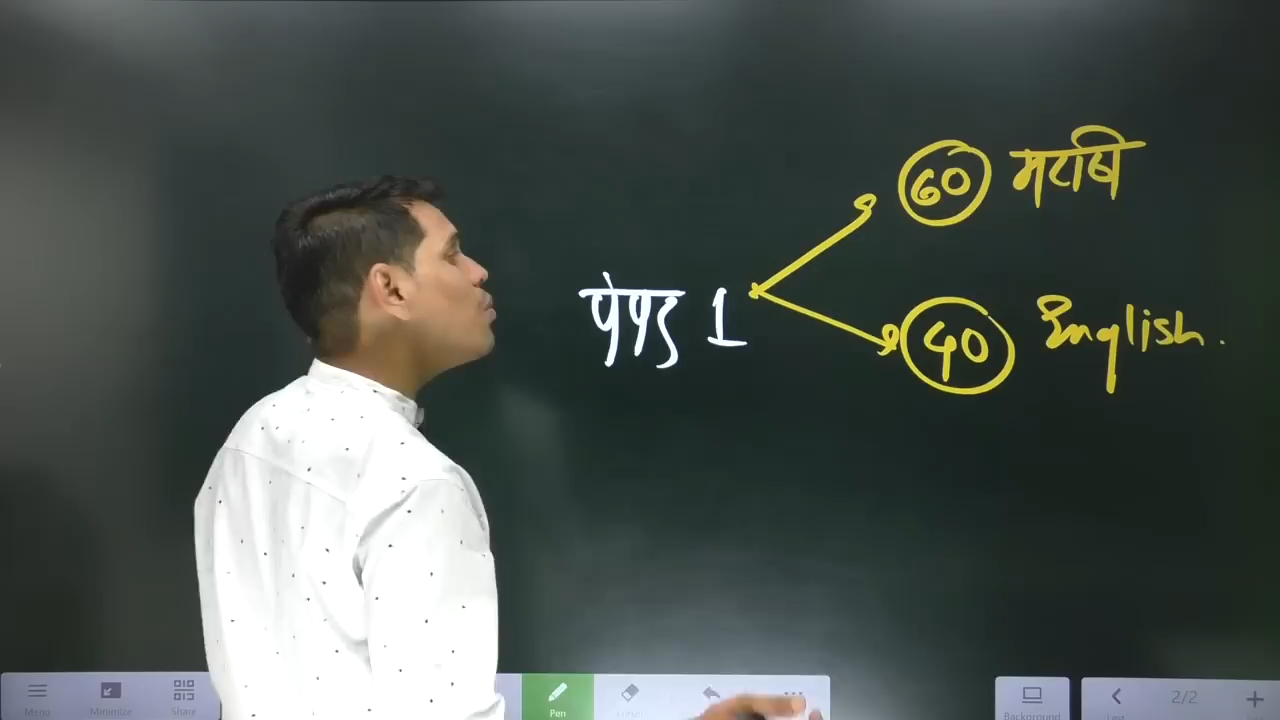 60 मराठी
पेपर 1
40 English.
Menu
Minimize
Share
Pen
Background
2/2